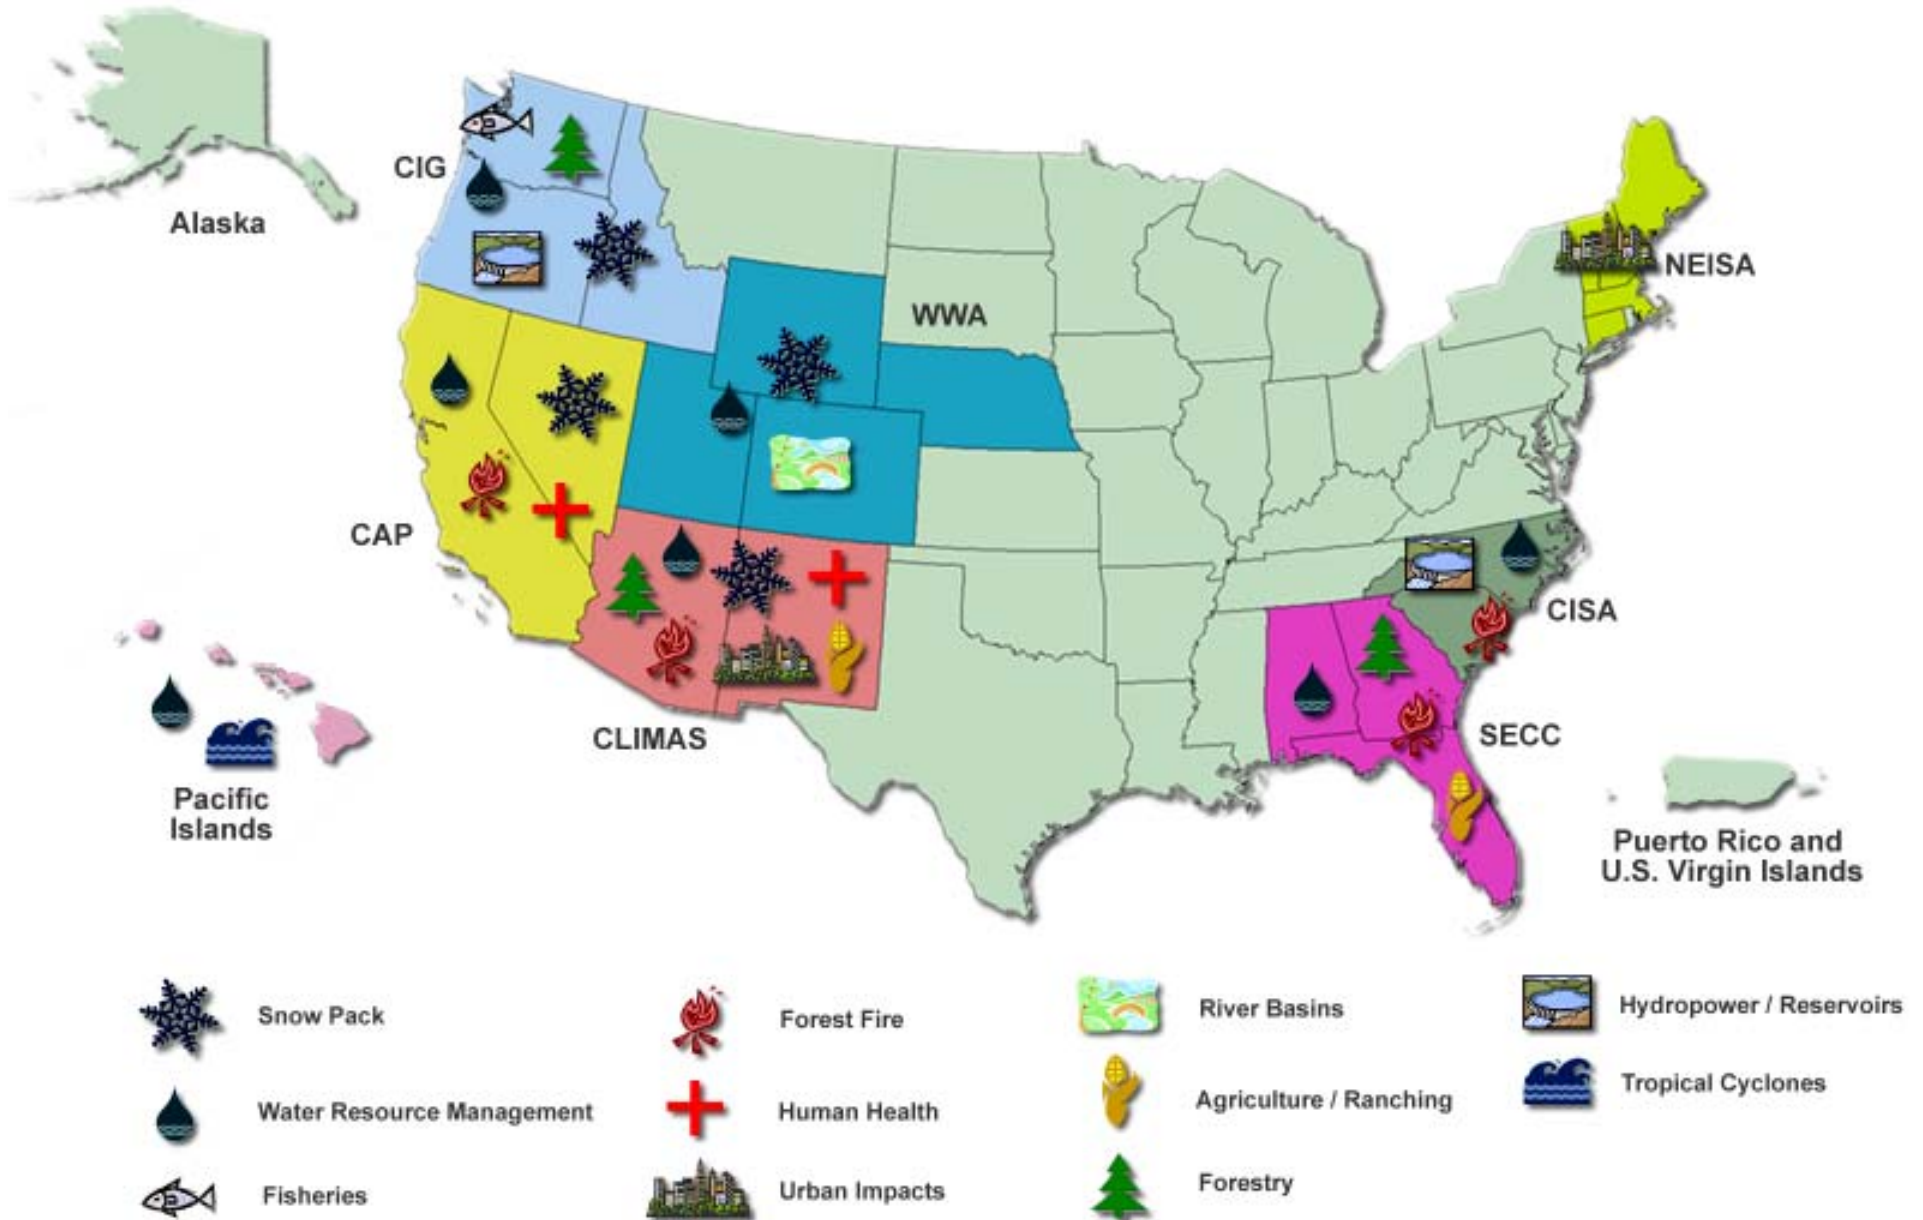 Alaska
CIG
NEISA
WWA
CAP
CISA
CLIMAS
SECC
Pacific
Islands
Puerto Rico and
U.S. Virgin Islands
Snow Pack
Forest Fire
River Basins
Hydropower / Reservoirs
Water Resource Management
Human Health
Agriculture / Ranching
Tropical Cyclones
Fisheries
Urban Impacts
Forestry